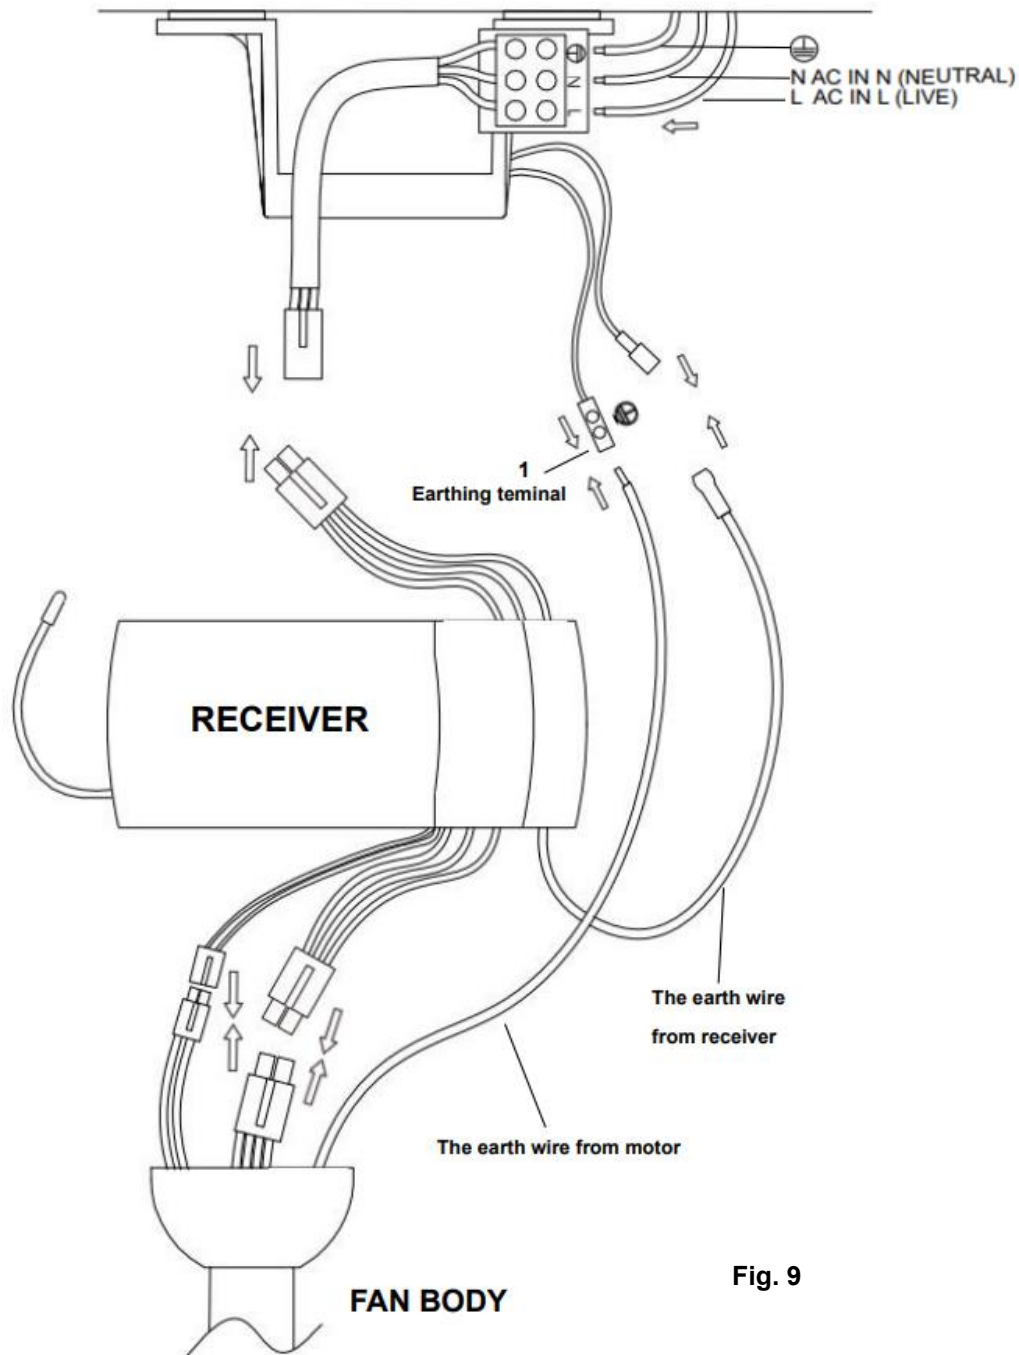 N
L
N AC IN N (NEUTRAL)
L AC IN L (LIVE)
1
Earthing teminal
RECEIVER
The earth wire
from receiver
The earth wire from motor
Fig. 9
FAN BODY